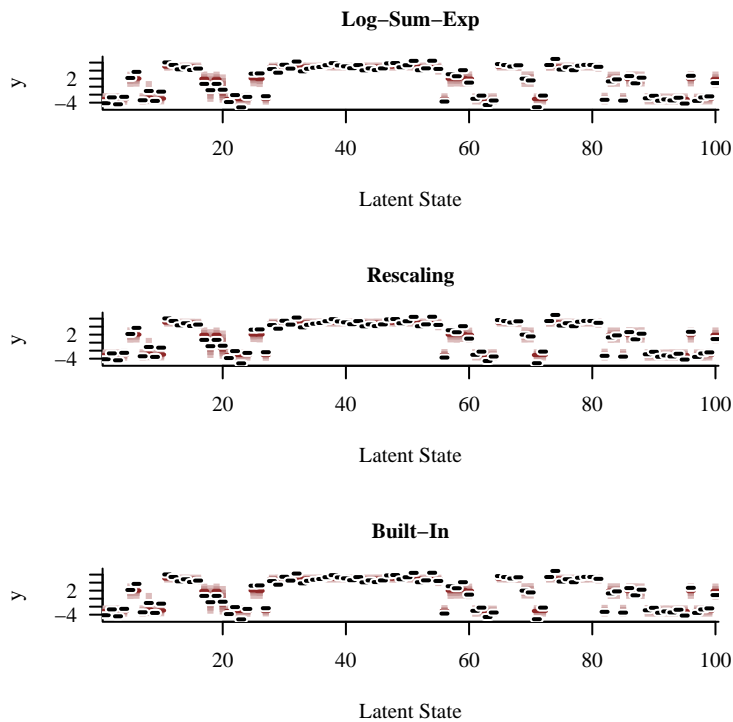 Log−Sum−Exp
y
2
−4
20 40 60 80 100
Latent State
Rescaling
y
2
−4
20 40 60 80 100
Latent State
Built−In
y
2
−4
20 40 60 80 100
Latent State